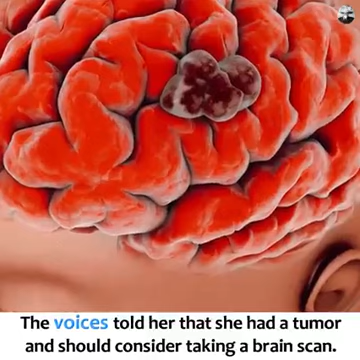 The voices told her that she had a tumor
and should consider taking a brain scan.